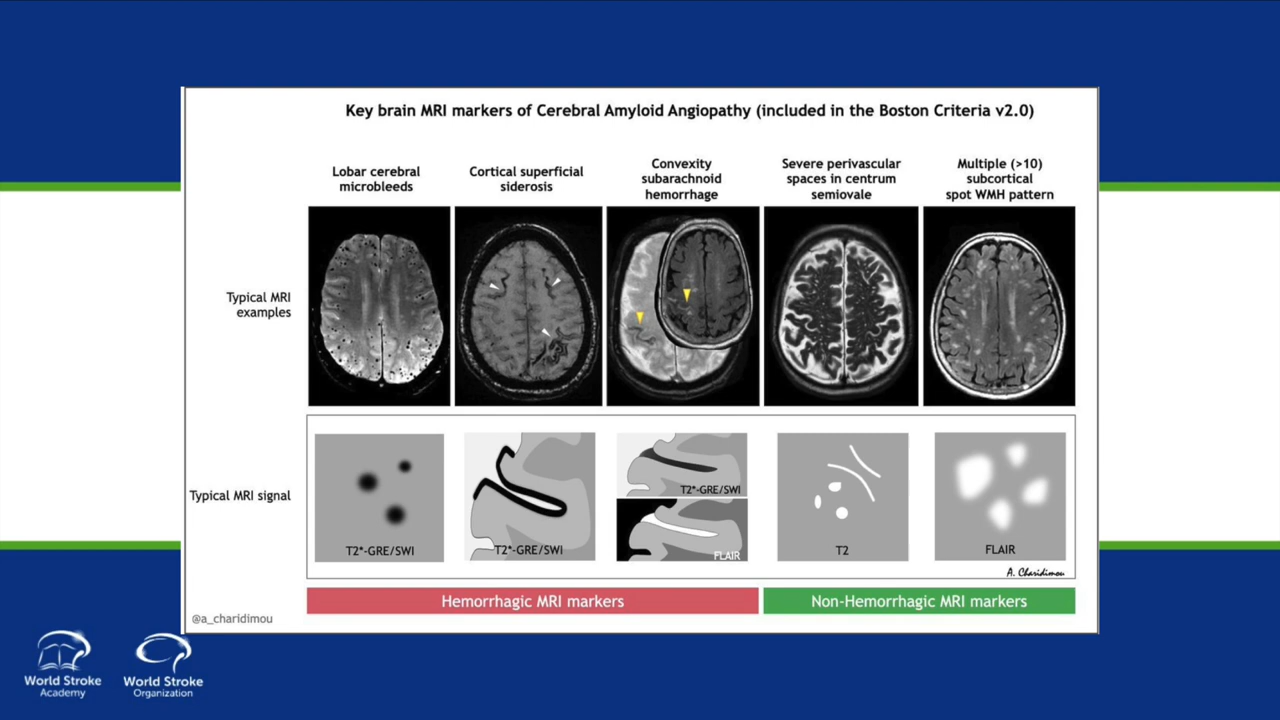 Key brain MRI markers of Cerebral Amyloid Angiopathy (included in the Boston Criteria v2.0)
Lobar cerebral
microbleeds
Cortical superficial
siderosis
Convexity
subarachnoid
hemorrhage
Severe perivascular
spaces in centrum
semiovale
Multiple (>10)
subcortical
spot WMH pattern
Typical MRI
examples
Typical MRI signal
T2*-GRE/SWI
T2*-GRE/SWI
T2*-GRE/SWI
FLAIR
T2
FLAIR
A. Charidimou
Hemorrhagic MRI markers
Non-Hemorrhagic MRI markers
@a_charidimou
World Stroke
Academy
World Stroke
Organization